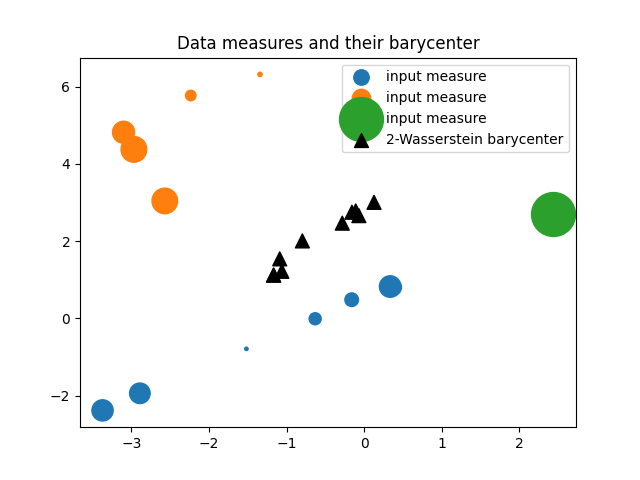 Data measures and their barycenter
input measure
input measure
input measure
2-Wasserstein barycenter
6
4
2
0
−2
−3
−2
−1
0
1
2